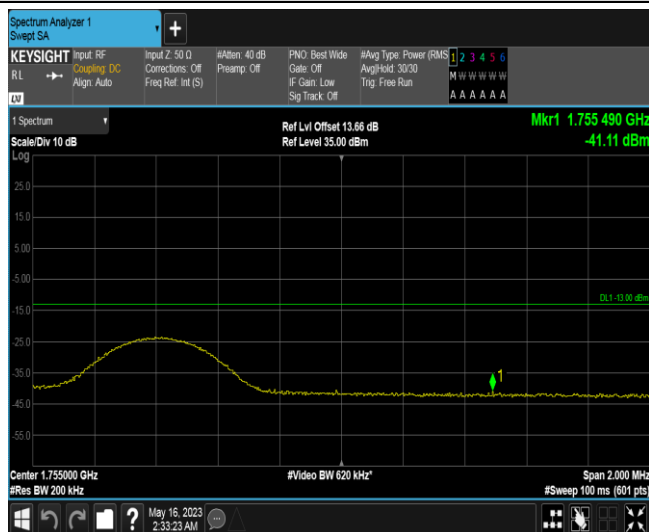 Spectrum Analyzer 1
Swept SA
+
KEYSIGHT
RL
LXI
Input: RF
Coupling: DC
Align: Auto
Input Z: 50 Ω
Corrections: Off
Freq Ref: Int (S)
#Atten: 40 dB
Preamp: Off
PNO: Best Wide
Gate: Off
IF Gain: Low
Sig Track: Off
#Avg Type: Power (RMS
Avg|Hold: 30/30
Trig: Free Run
1 2 3 4 5 6
M W W W W W
A A A A A A
1 Spectrum
Scale/Div 10 dB
Log
Ref Lvl Offset 13.66 dB
Ref Level 35.00 dBm
Mkr1 1.755 490 GHz
-41.11 dBm
25.0
15.0
5.00
-5.00
DL1 -13.00 dBm
-15.0
-25.0
-35.0
1
-45.0
-55.0
Center 1.755000 GHz
#Res BW 200 kHz
#Video BW 620 kHz*
Span 2.000 MHz
#Sweep 100 ms (601 pts)
?
May 16, 2023
2:33:23 AM